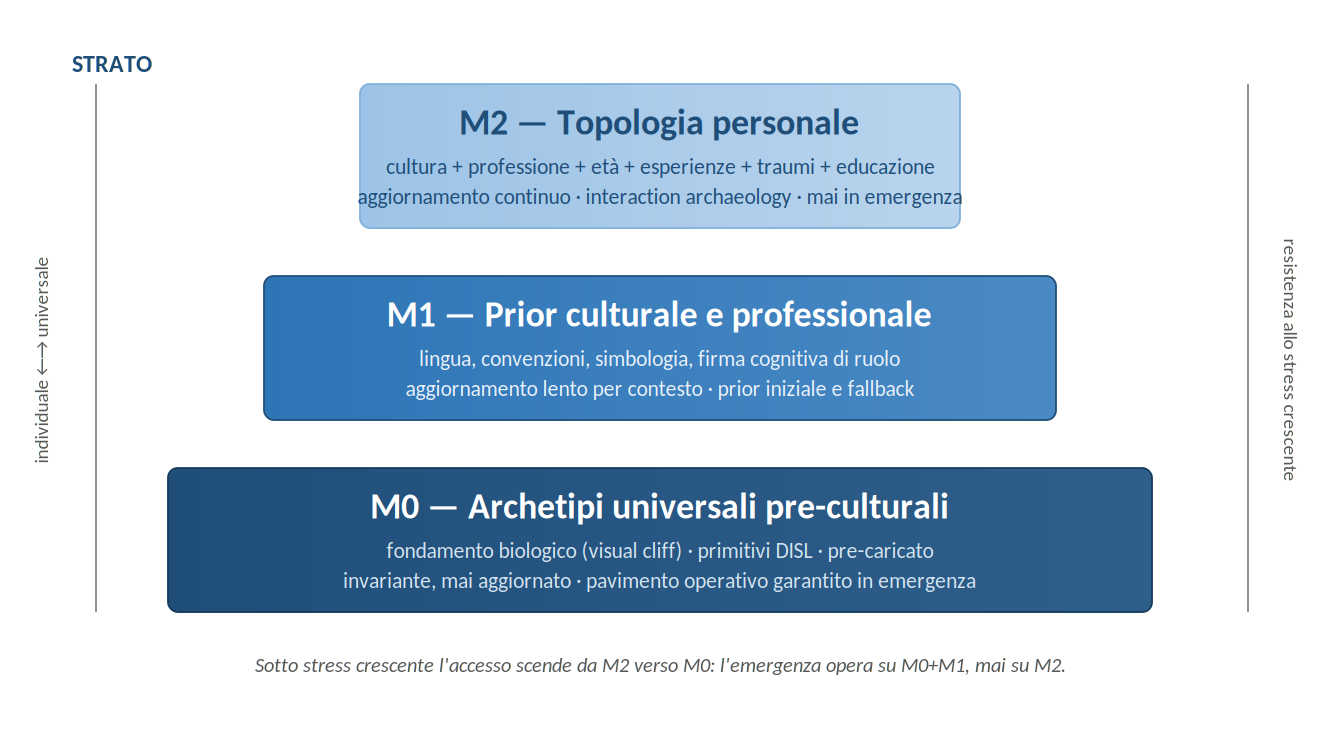 STRATO
M2 — Topologia personale
cultura + professione + età + esperienze + traumi + educazione
aggiornamento continuo · interaction archaeology · mai in emergenza
individuale ⟵⟶ universale
resistenza allo stress crescente
M1 — Prior culturale e professionale
lingua, convenzioni, simbologia, firma cognitiva di ruolo
aggiornamento lento per contesto · prior iniziale e fallback
M0 — Archetipi universali pre-culturali
fondamento biologico (visual cliff) · primitivi DISL · pre-caricato
invariante, mai aggiornato · pavimento operativo garantito in emergenza
Sotto stress crescente l'accesso scende da M2 verso M0: l'emergenza opera su M0+M1, mai su M2.